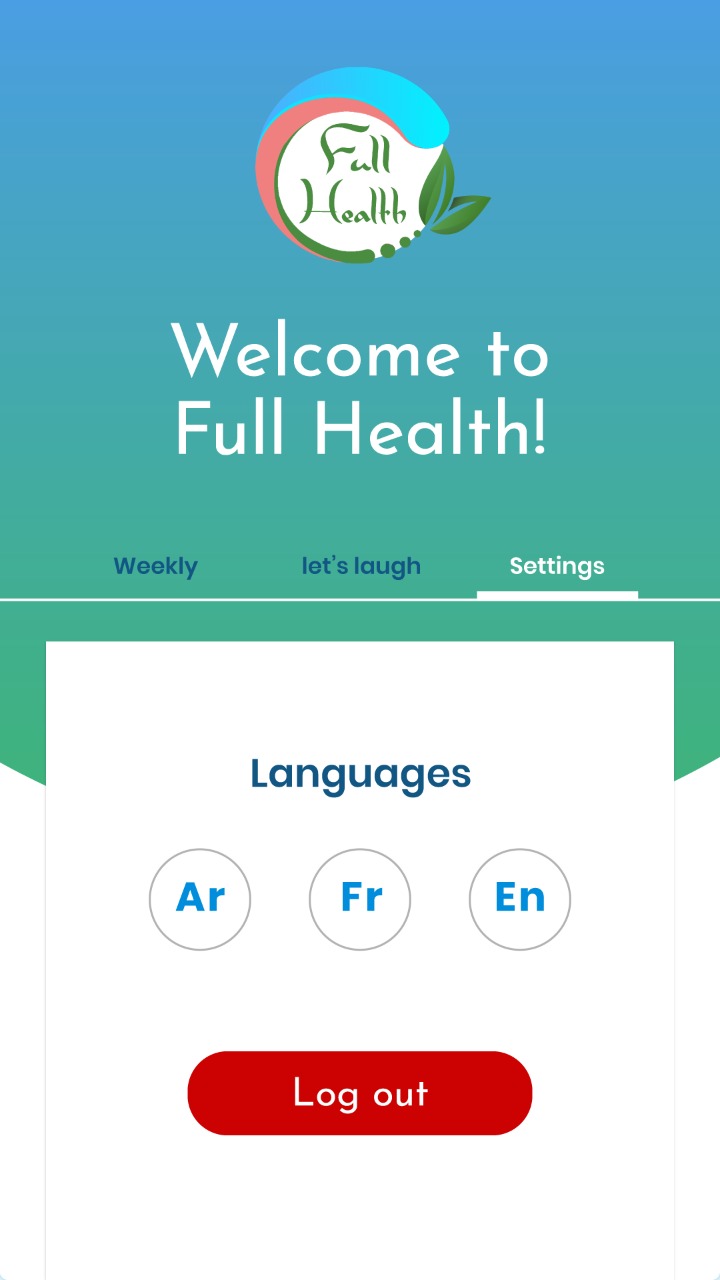 Full
Health
Welcome to
Full Health!
Weekly
let’s laugh
Settings
Languages
Ar
Fr
En
Log out